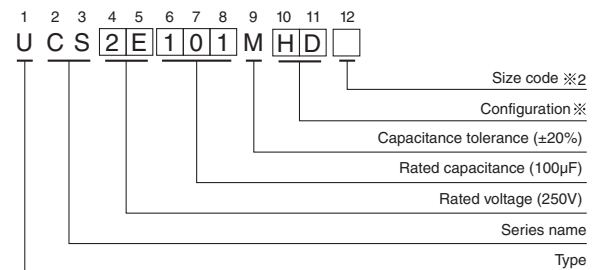 1 2 3 4 5 6 7 8 9 10 11 12
U C S 2 E 1 0 1 M H D
Size code ※2
Configuration※
Capacitance tolerance (±20%)
Rated capacitance (100µF)
Rated voltage (250V)
Series name
Type